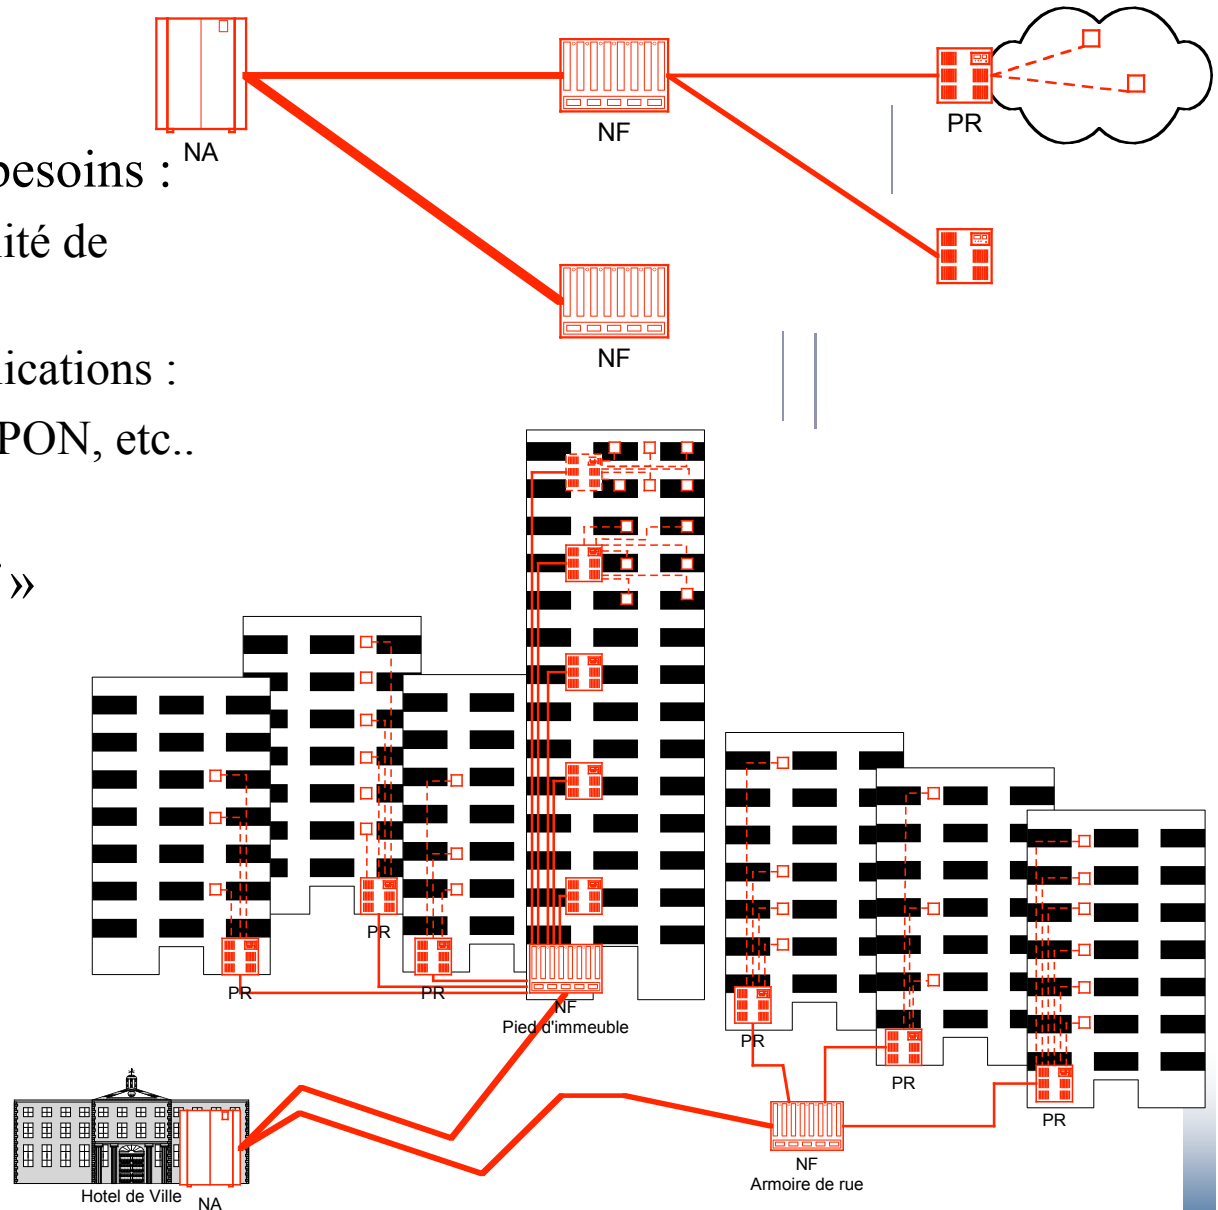 NA
NF
PR
besoins :
ité de
NF
lications :
PON, etc..
»
PR
PR
PR
NF
Pied d'immeuble
PR
PR
PR
NF
Armoire de rue
Hotel de Ville
NA